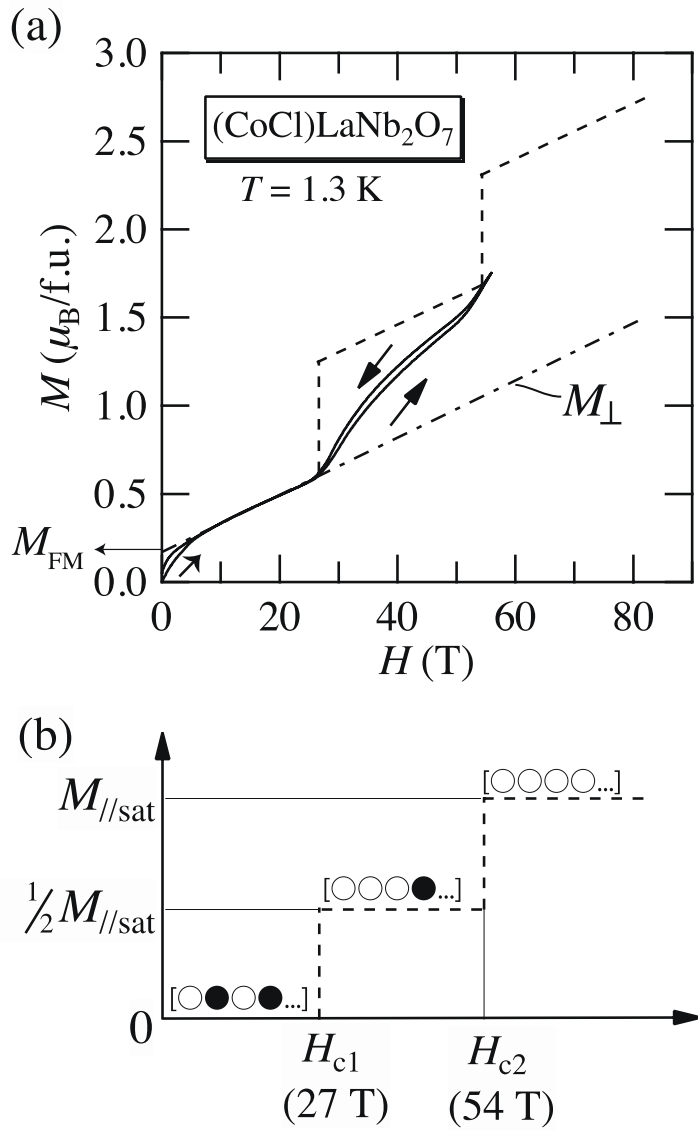 (a)
3.0
2.5
2.0
1.5
1.0
0.5
0.0
M (μB/f.u.)
(CoCl)LaNb2O7
T = 1.3 K
M⊥
MFM
0 20 40 60 80
H (T)
(b)
M//sat
½M//sat
0
[○○○○...]
[○○○●...]
[○●○●...]
Hc1 Hc2
(27 T) (54 T)